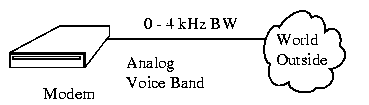 0 - 4 kHz BW
World
Outside
Analog
Voice Band
Modem